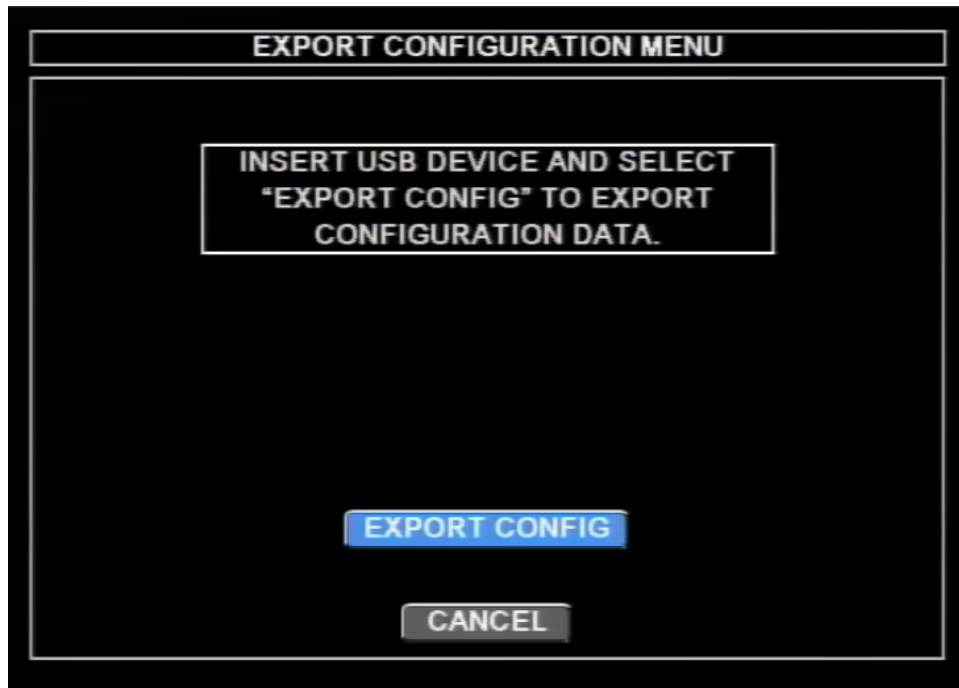 EXPORT CONFIGURATION MENU
INSERT USB DEVICE AND SELECT
“EXPORT CONFIG” TO EXPORT
CONFIGURATION DATA.
EXPORT CONFIG
CANCEL